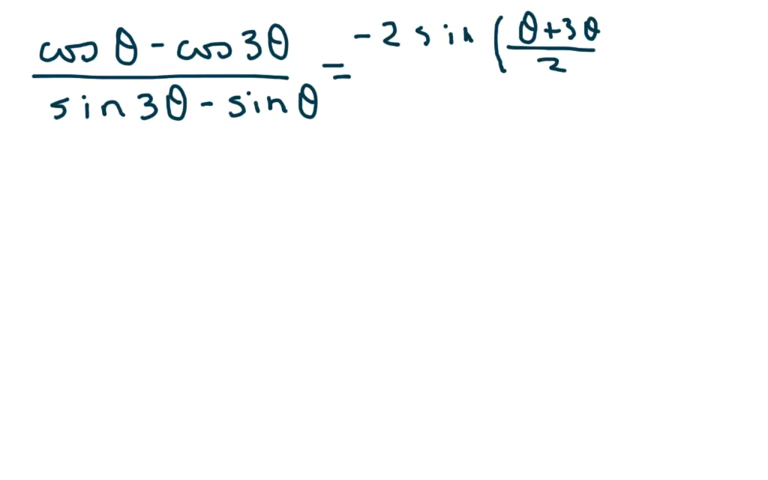 cos θ - cos 3θ = -2 sin ( θ+3θ
sin 3θ - sin θ 2